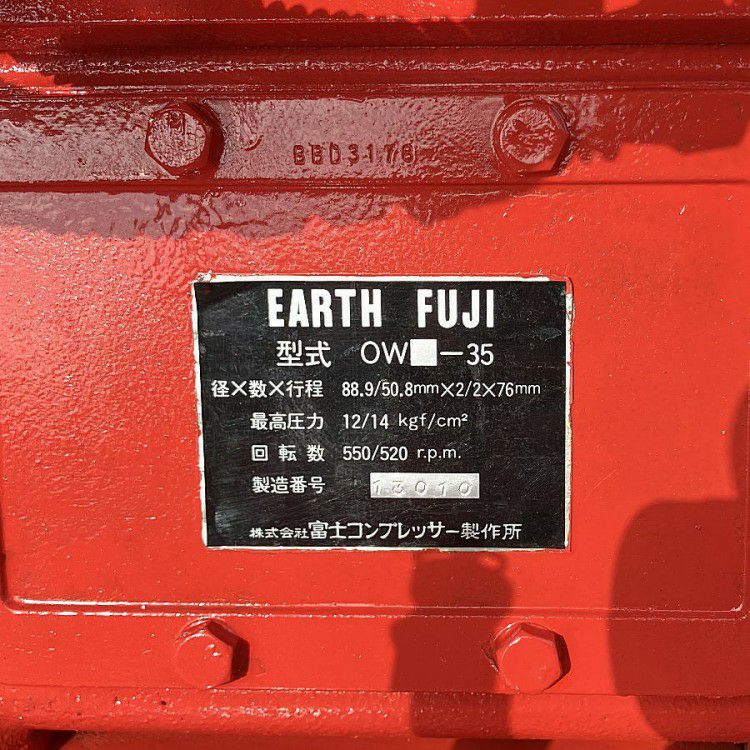 BBD3178
EARTH FUJI
型式 OW■-35
径×数×行程 88.9/50.8mm×2/2×76mm
最高圧力 12/14 kgf/cm²
回転数 550/520 r.p.m.
製造番号 13010
株式会社富士コンプレッサー製作所